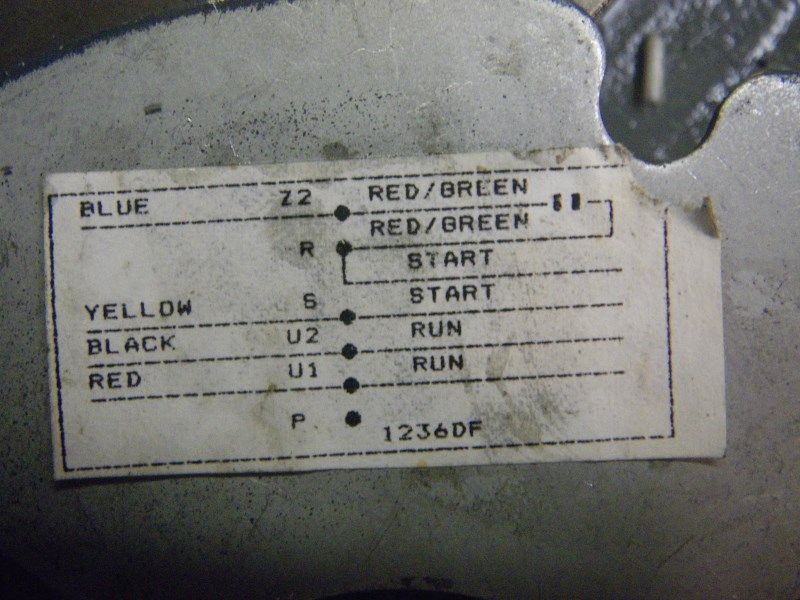 BLUE Z2 RED/GREEN
RED/GREEN
R START
YELLOW S START
BLACK U2 RUN
RED U1 RUN
P 1236DF